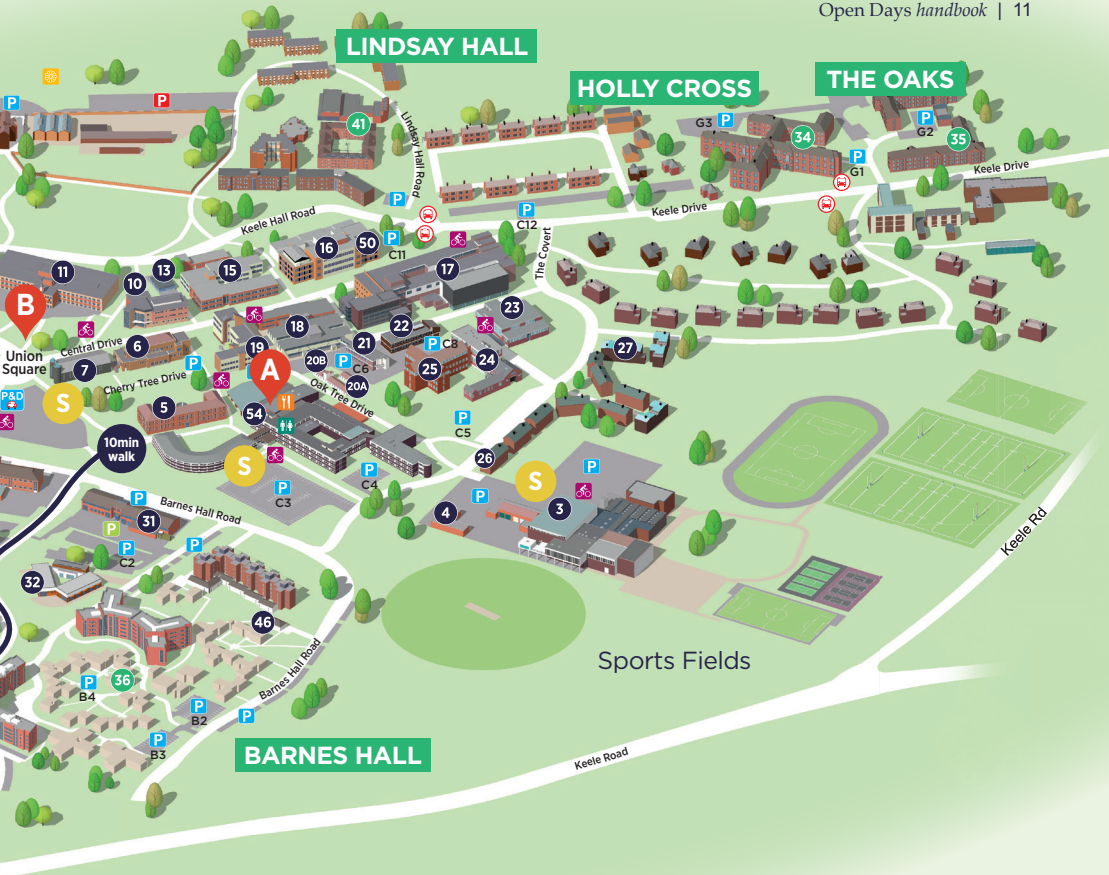 Open Days handbook | 11
LINDSAY HALL
HOLLY CROSS
THE OAKS
P
P
41
Lindsay Hall Road
G3
P
34
P
G2
35
P
G1
Keele Drive
P
Keele Hall Road
P
C12
Keele Drive
16
50
P
C11
The Covert
11
13
10
15
17
B
Union
Square
Central Drive
6
7
Cherry Tree Drive
P
18
19
20B
P
C6
21
22
P
C8
23
20A
25
24
27
A
Oak Tree Drive
P&D
S
5
54
10min
walk
S
P
C5
26
P
C3
P
C4
S
P
P
4
3
Barnes Hall Road
P
31
P
P
C2
P
32
46
Keele Rd
36
P
B4
Barnes Hall Road
P
B2
P
P
B3
Sports Fields
BARNES HALL
Keele Road